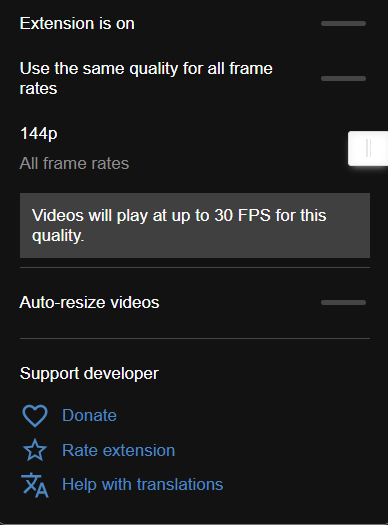 Extension is on
Use the same quality for all frame
rates
144p
All frame rates
Videos will play at up to 30 FPS for this
quality.
Auto-resize videos
Support developer
Donate
Rate extension
Help with translations